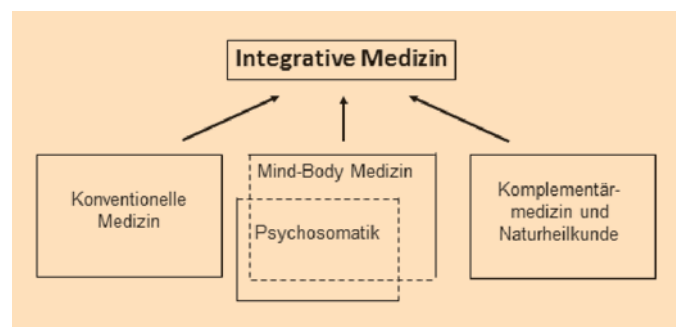 Integrative Medizin
Konventionelle
Medizin
Mind-Body Medizin
Psychosomatik
Komplementär-
medizin und
Naturheilkunde